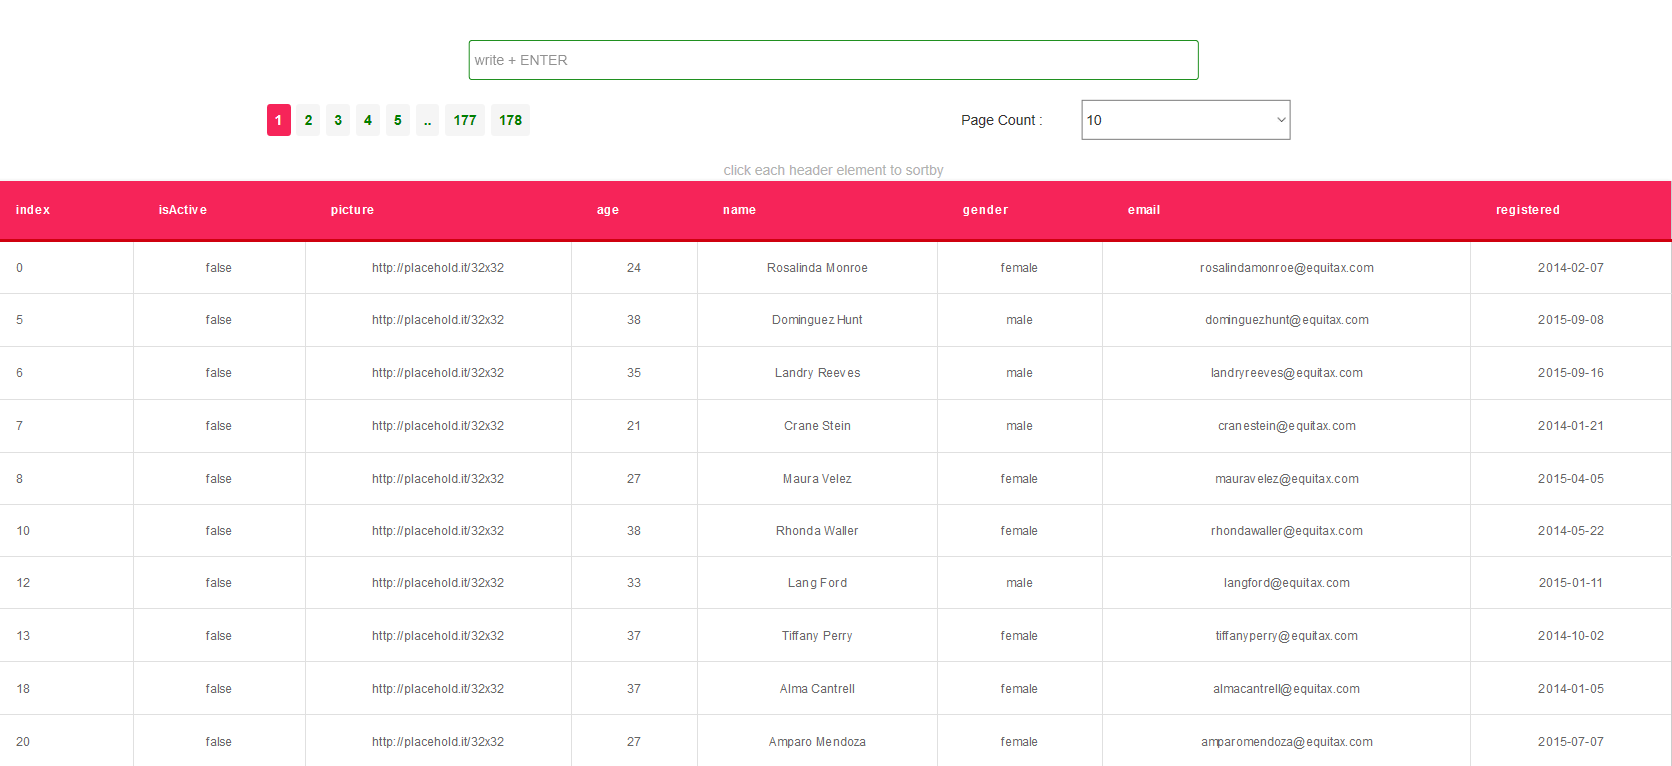 write + ENTER
1 2 3 4 5 .. 177 178 Page Count : 10
click each header element to sortby
index isActive picture age name gender email registered
0 false http://placehold.it/32x32 24 Rosalinda Monroe female rosalindamonroe@equitax.com 2014-02-07
5 false http://placehold.it/32x32 38 Dominguez Hunt male dominguezhunt@equitax.com 2015-09-08
6 false http://placehold.it/32x32 35 Landry Reeves male landryreeves@equitax.com 2015-09-16
7 false http://placehold.it/32x32 21 Crane Stein male cranestein@equitax.com 2014-01-21
8 false http://placehold.it/32x32 27 Maura Velez female mauravelez@equitax.com 2015-04-05
10 false http://placehold.it/32x32 38 Rhonda Waller female rhondawaller@equitax.com 2014-05-22
12 false http://placehold.it/32x32 33 Lang Ford male langford@equitax.com 2015-01-11
13 false http://placehold.it/32x32 37 Tiffany Perry female tiffanyperry@equitax.com 2014-10-02
18 false http://placehold.it/32x32 37 Alma Cantrell female almacantrell@equitax.com 2014-01-05
20 false http://placehold.it/32x32 27 Amparo Mendoza female amparomendoza@equitax.com 2015-07-07